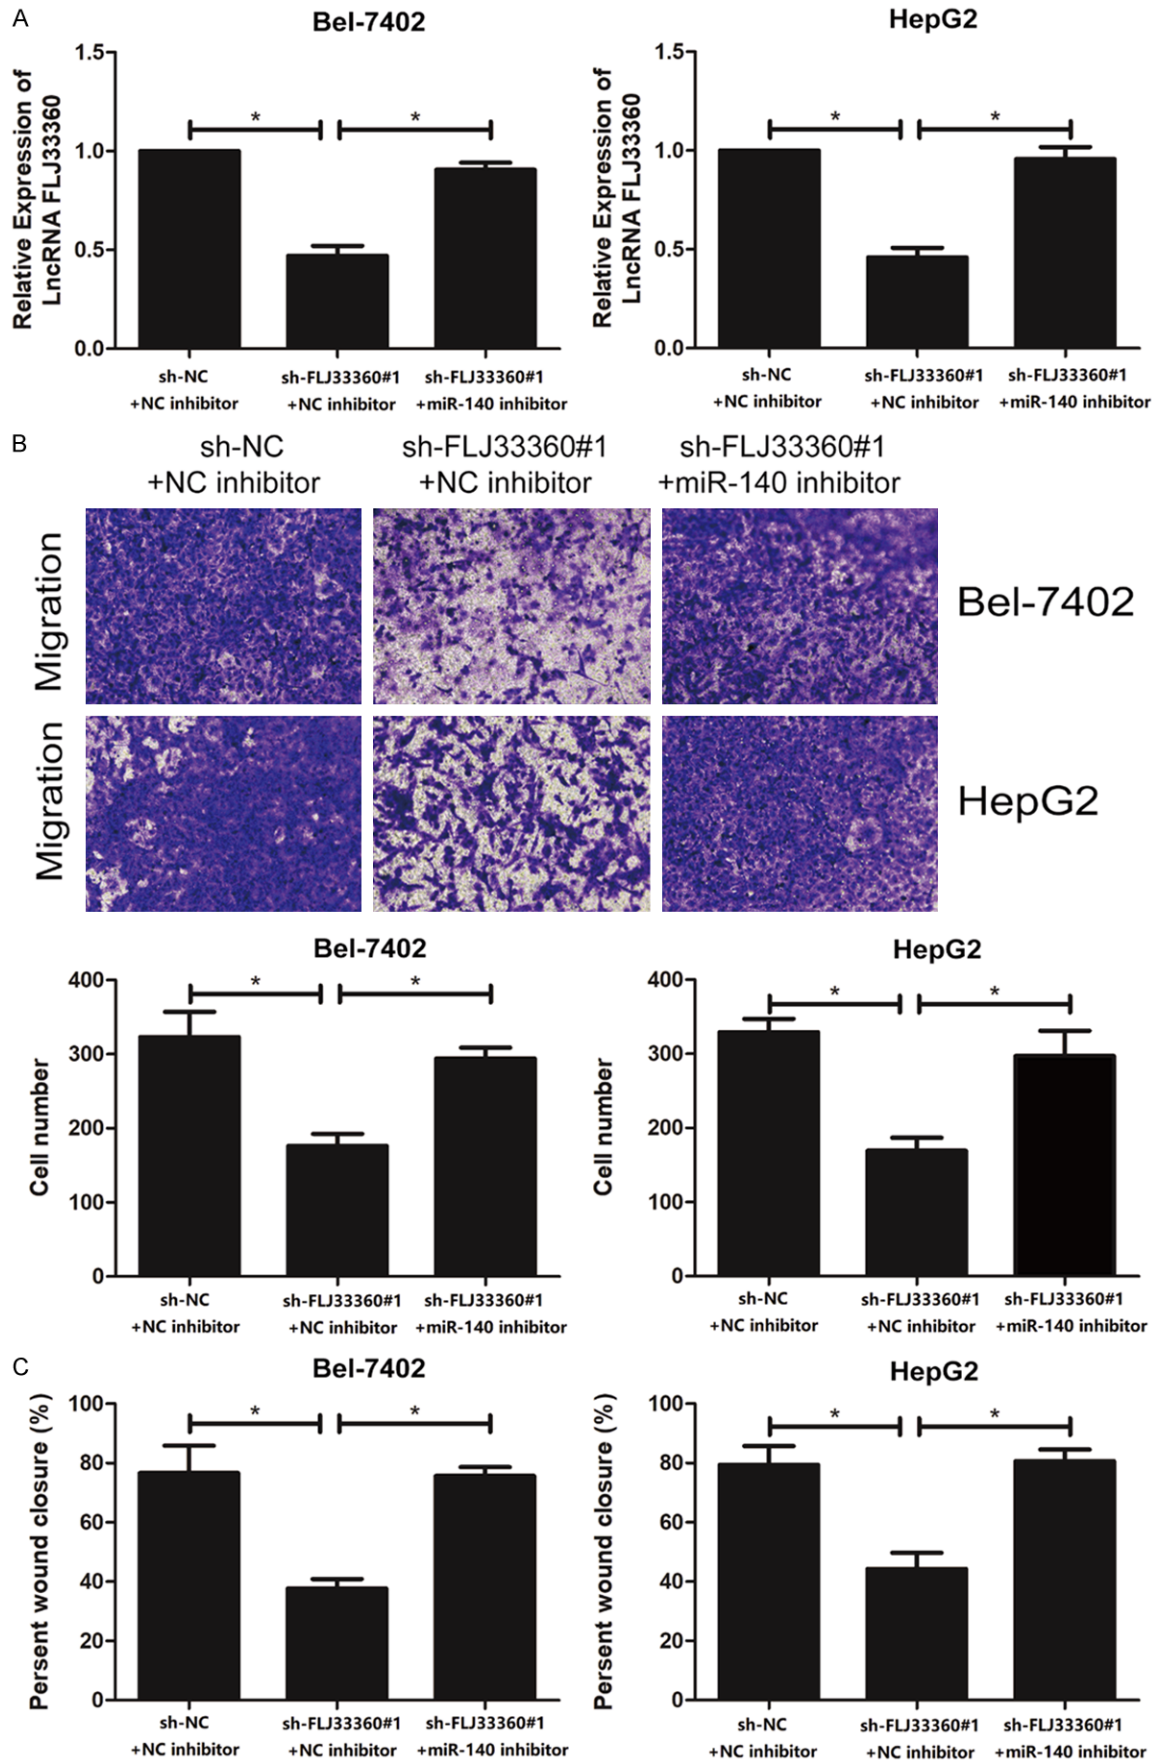 A
Bel-7402
HepG2
Relative Expression of
LncRNA FLJ33360
1.5
1.0
0.5
0.0
*
*
sh-NC
+NC inhibitor
sh-FLJ33360#1
+NC inhibitor
sh-FLJ33360#1
+miR-140 inhibitor
Relative Expression of
LncRNA FLJ33360
1.5
1.0
0.5
0.0
*
*
sh-NC
+NC inhibitor
sh-FLJ33360#1
+NC inhibitor
sh-FLJ33360#1
+miR-140 inhibitor
B
sh-NC
+NC inhibitor
sh-FLJ33360#1
+NC inhibitor
sh-FLJ33360#1
+miR-140 inhibitor
Migration
Bel-7402
Migration
HepG2
Bel-7402
Cell number
400
300
200
100
0
*
*
sh-NC
+NC inhibitor
sh-FLJ33360#1
+NC inhibitor
sh-FLJ33360#1
+miR-140 inhibitor
HepG2
Cell number
400
300
200
100
0
*
*
sh-NC
+NC inhibitor
sh-FLJ33360#1
+NC inhibitor
sh-FLJ33360#1
+miR-140 inhibitor
C
Bel-7402
Persent wound closure (%)
100
80
60
40
20
0
*
*
sh-NC
+NC inhibitor
sh-FLJ33360#1
+NC inhibitor
sh-FLJ33360#1
+miR-140 inhibitor
HepG2
Persent wound closure (%)
100
80
60
40
20
0
*
*
sh-NC
+NC inhibitor
sh-FLJ33360#1
+NC inhibitor
sh-FLJ33360#1
+miR-140 inhibitor